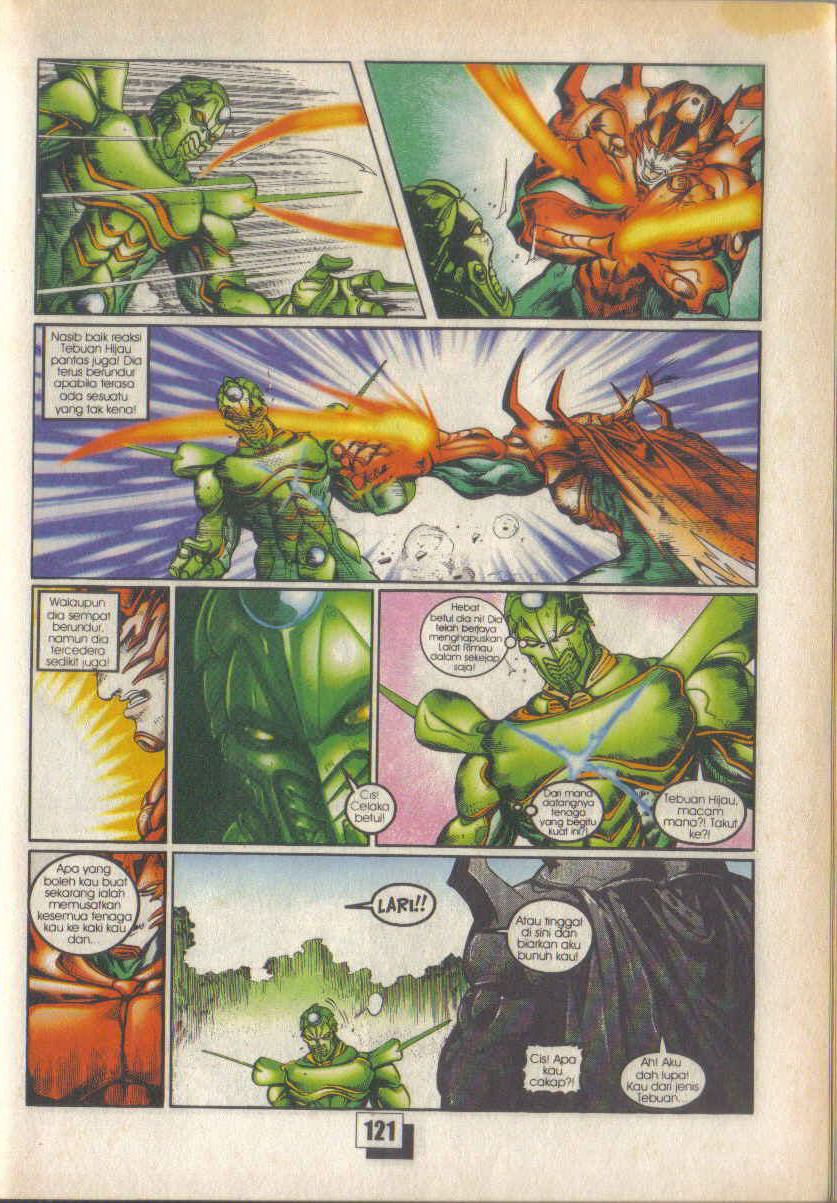 Nasib baik reaksi
Tebuan Hijau
pantas juga! Dia
terus berundur
apabila terasa
ada sesuatu
yang tak kena!
Walaupun
dia sempat
berundur,
namun dia
tercedera
sedikit juga!
Cis!
Celaka
betul!
Hebat
betul dia ni! Dia
telah berjaya
menghapuskan
Lalat Rimau
dalam sekejap
saja!
Dari mana
datangnya
tenaga
yang begitu
kuat ini?!
Tebuan Hijau,
macam
mana?! Takut
ke?!
Apa yang
boleh kau buat
sekarang ialah
memusatkan
kesemua tenaga
kau ke kaki kau
dan...
LARI!!
Atau tinggal
di sini dan
biarkan aku
bunuh kau!
Cis! Apa
kau
cakap?!
Ah! Aku
dah lupa!
Kau dari jenis
Tebuan...
121